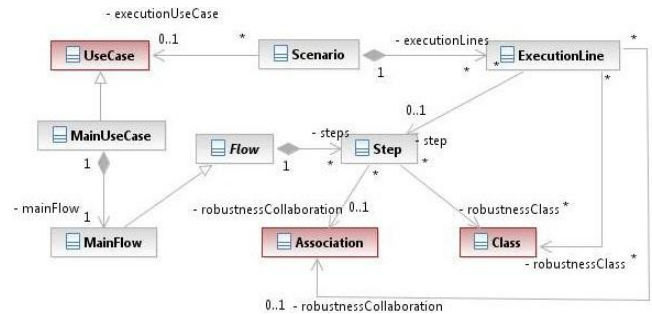 - executionUseCase
0..1
*
- executionLines
*
UseCase
Scenario
ExecutionLine
1
*
*
*
0..1
MainUseCase
- steps
- step
Flow
Step
1
1
*
*
*
- mainFlow
1
- robustnessCollaboration 0..1
- robustnessClass *
MainFlow
Association
Class
- robustnessClass *
0..1 - robustnessCollaboration